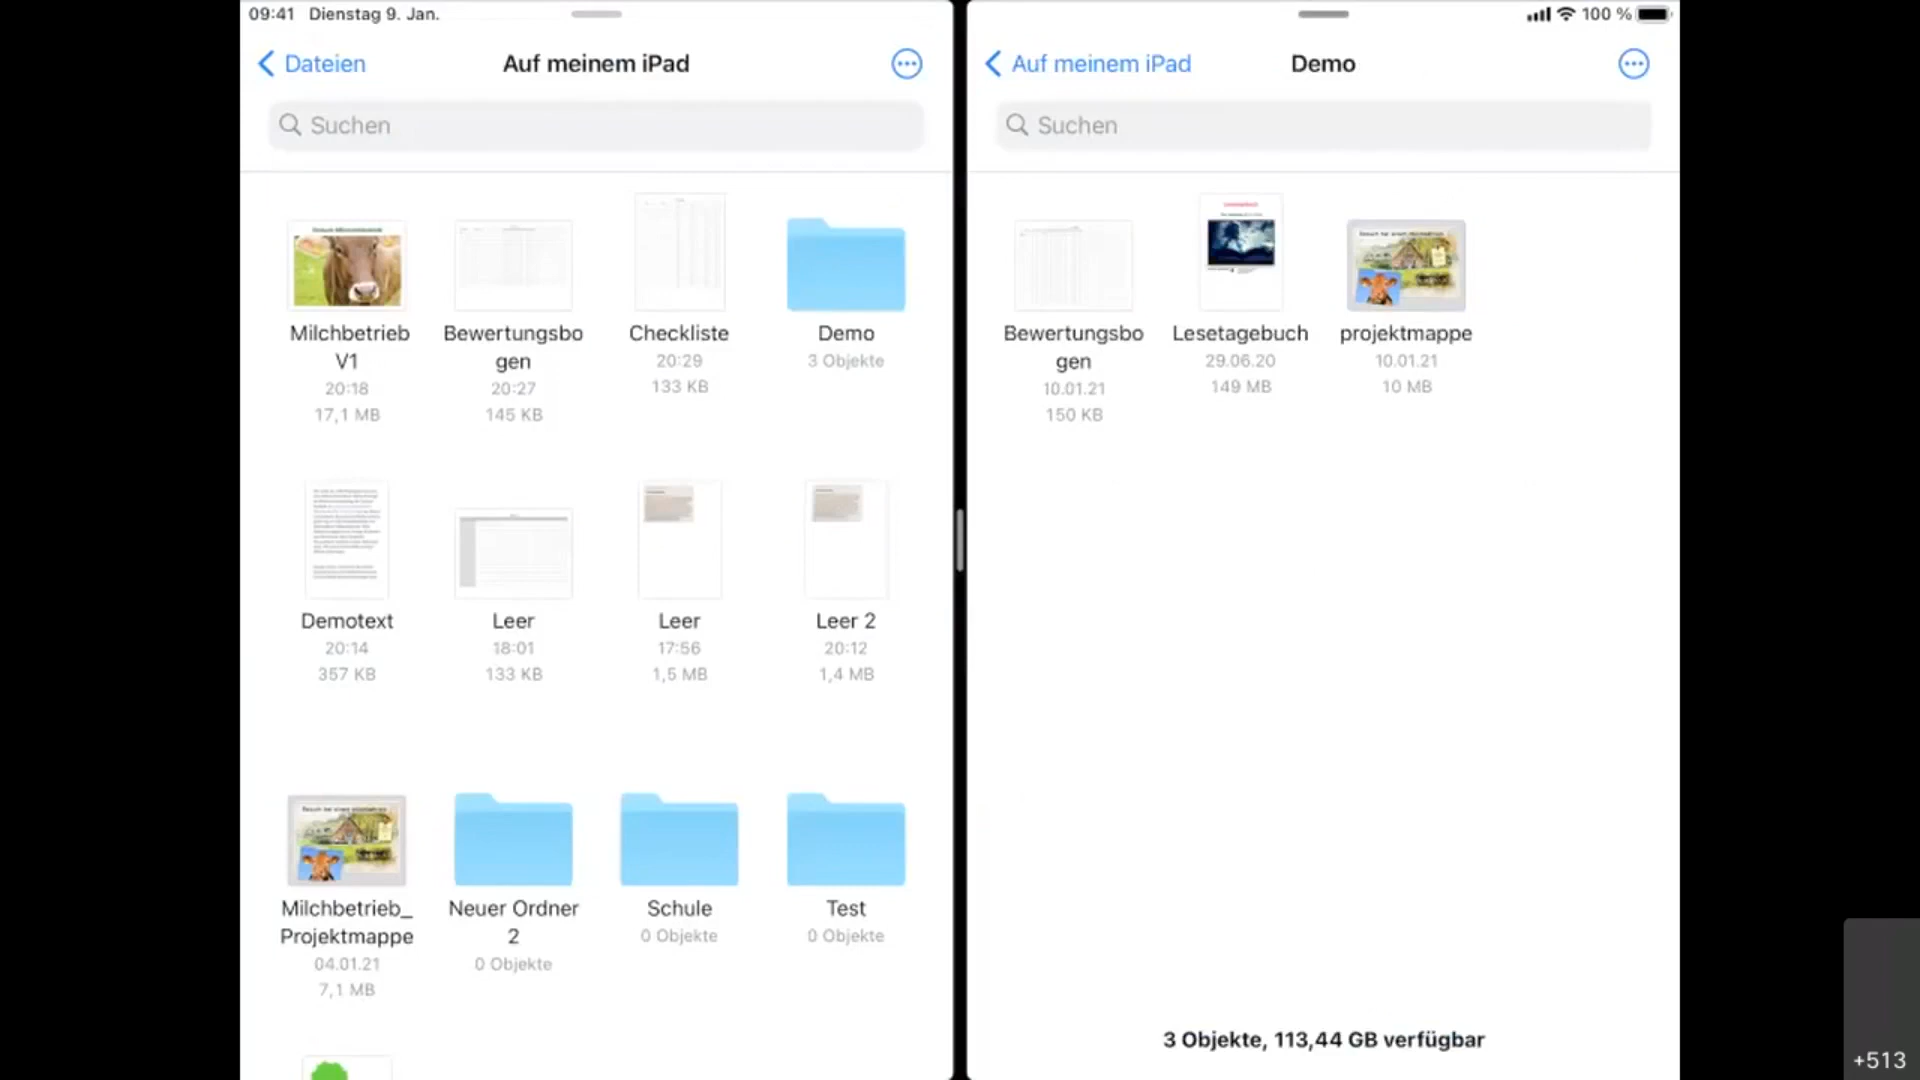 09:41 Dienstag 9. Jan.
100 %
Dateien
Auf meinem iPad
Suchen
Milchbetrieb
V1
20:18
17,1 MB
Bewertungsbo
gen
20:27
145 KB
Checkliste
20:29
133 KB
Demo
3 Objekte
Demotext
20:14
357 KB
Leer
18:01
133 KB
Leer
17:56
1,5 MB
Leer 2
20:12
1,4 MB
Milchbetrieb_
Projektmappe
04.01.21
7,1 MB
Neuer Ordner
2
0 Objekte
Schule
0 Objekte
Test
0 Objekte
Auf meinem iPad
Demo
Suchen
Bewertungsbo
gen
10.01.21
150 KB
Lesetagebuch
29.06.20
149 MB
projektmappe
10.01.21
10 MB
3 Objekte, 113,44 GB verfügbar
+513